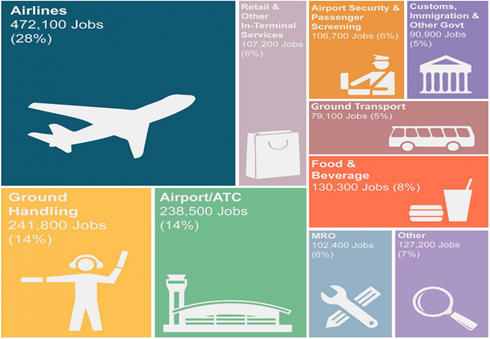 Airlines
472,100 Jobs
(28%)
Retail &
Other
In-Terminal
Services
107,200 Jobs
(6%)
Airport Security &
Passenger
Screening
106,700 Jobs (6%)
Customs,
Immigration &
Other Govt
90,900 Jobs
(5%)
Ground Transport
79,100 Jobs (5%)
Food &
Beverage
130,300 Jobs (8%)
Ground
Handling
241,800 Jobs
(14%)
Airport/ATC
238,500 Jobs
(14%)
MRO
102,400 Jobs
(6%)
Other
127,200 Jobs
(7%)